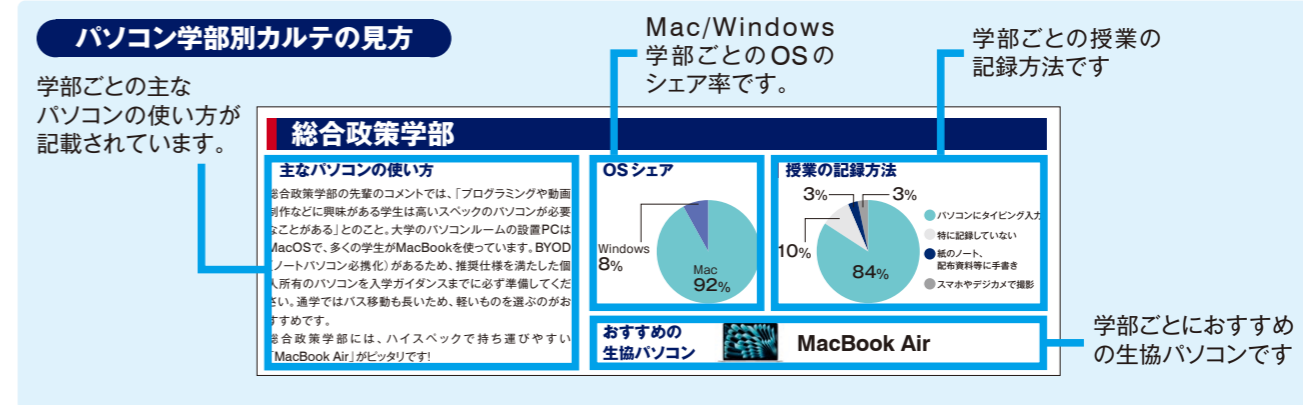 パソコン学部別カルテの見方
学部ごとの主な
パソコンの使い方が
記載されています。
Mac/Windows
学部ごとのOSの
シェア率です。
学部ごとの授業の
記録方法です
総合政策学部
主なパソコンの使い方
総合政策学部の先輩のコメントでは、「プログラミングや動画
制作などに興味がある学生は高いスペックのパソコンが必要
なことがある」とのこと。大学のパソコンルームの設置PCは
MacOSで、多くの学生がMacBookを使っています。BYOD
(ノートパソコン必携化)があるため、推奨仕様を満たした個
人所有のパソコンを入学ガイダンスまでに必ず準備してくだ
さい。通学ではバス移動も長いため、軽いものを選ぶのがお
すすめです。
総合政策学部には、ハイスペックで持ち運びやすい
「MacBook Air」がピッタリです!
OSシェア
Windows
8%
Mac
92%
授業の記録方法
3%
3%
10%
84%
パソコンにタイピング入力
特に記録していない
紙のノート、
配布資料等に手書き
スマホやデジカメで撮影
おすすめの
生協パソコン
MacBook Air
学部ごとにおすすめ
の生協パソコンです